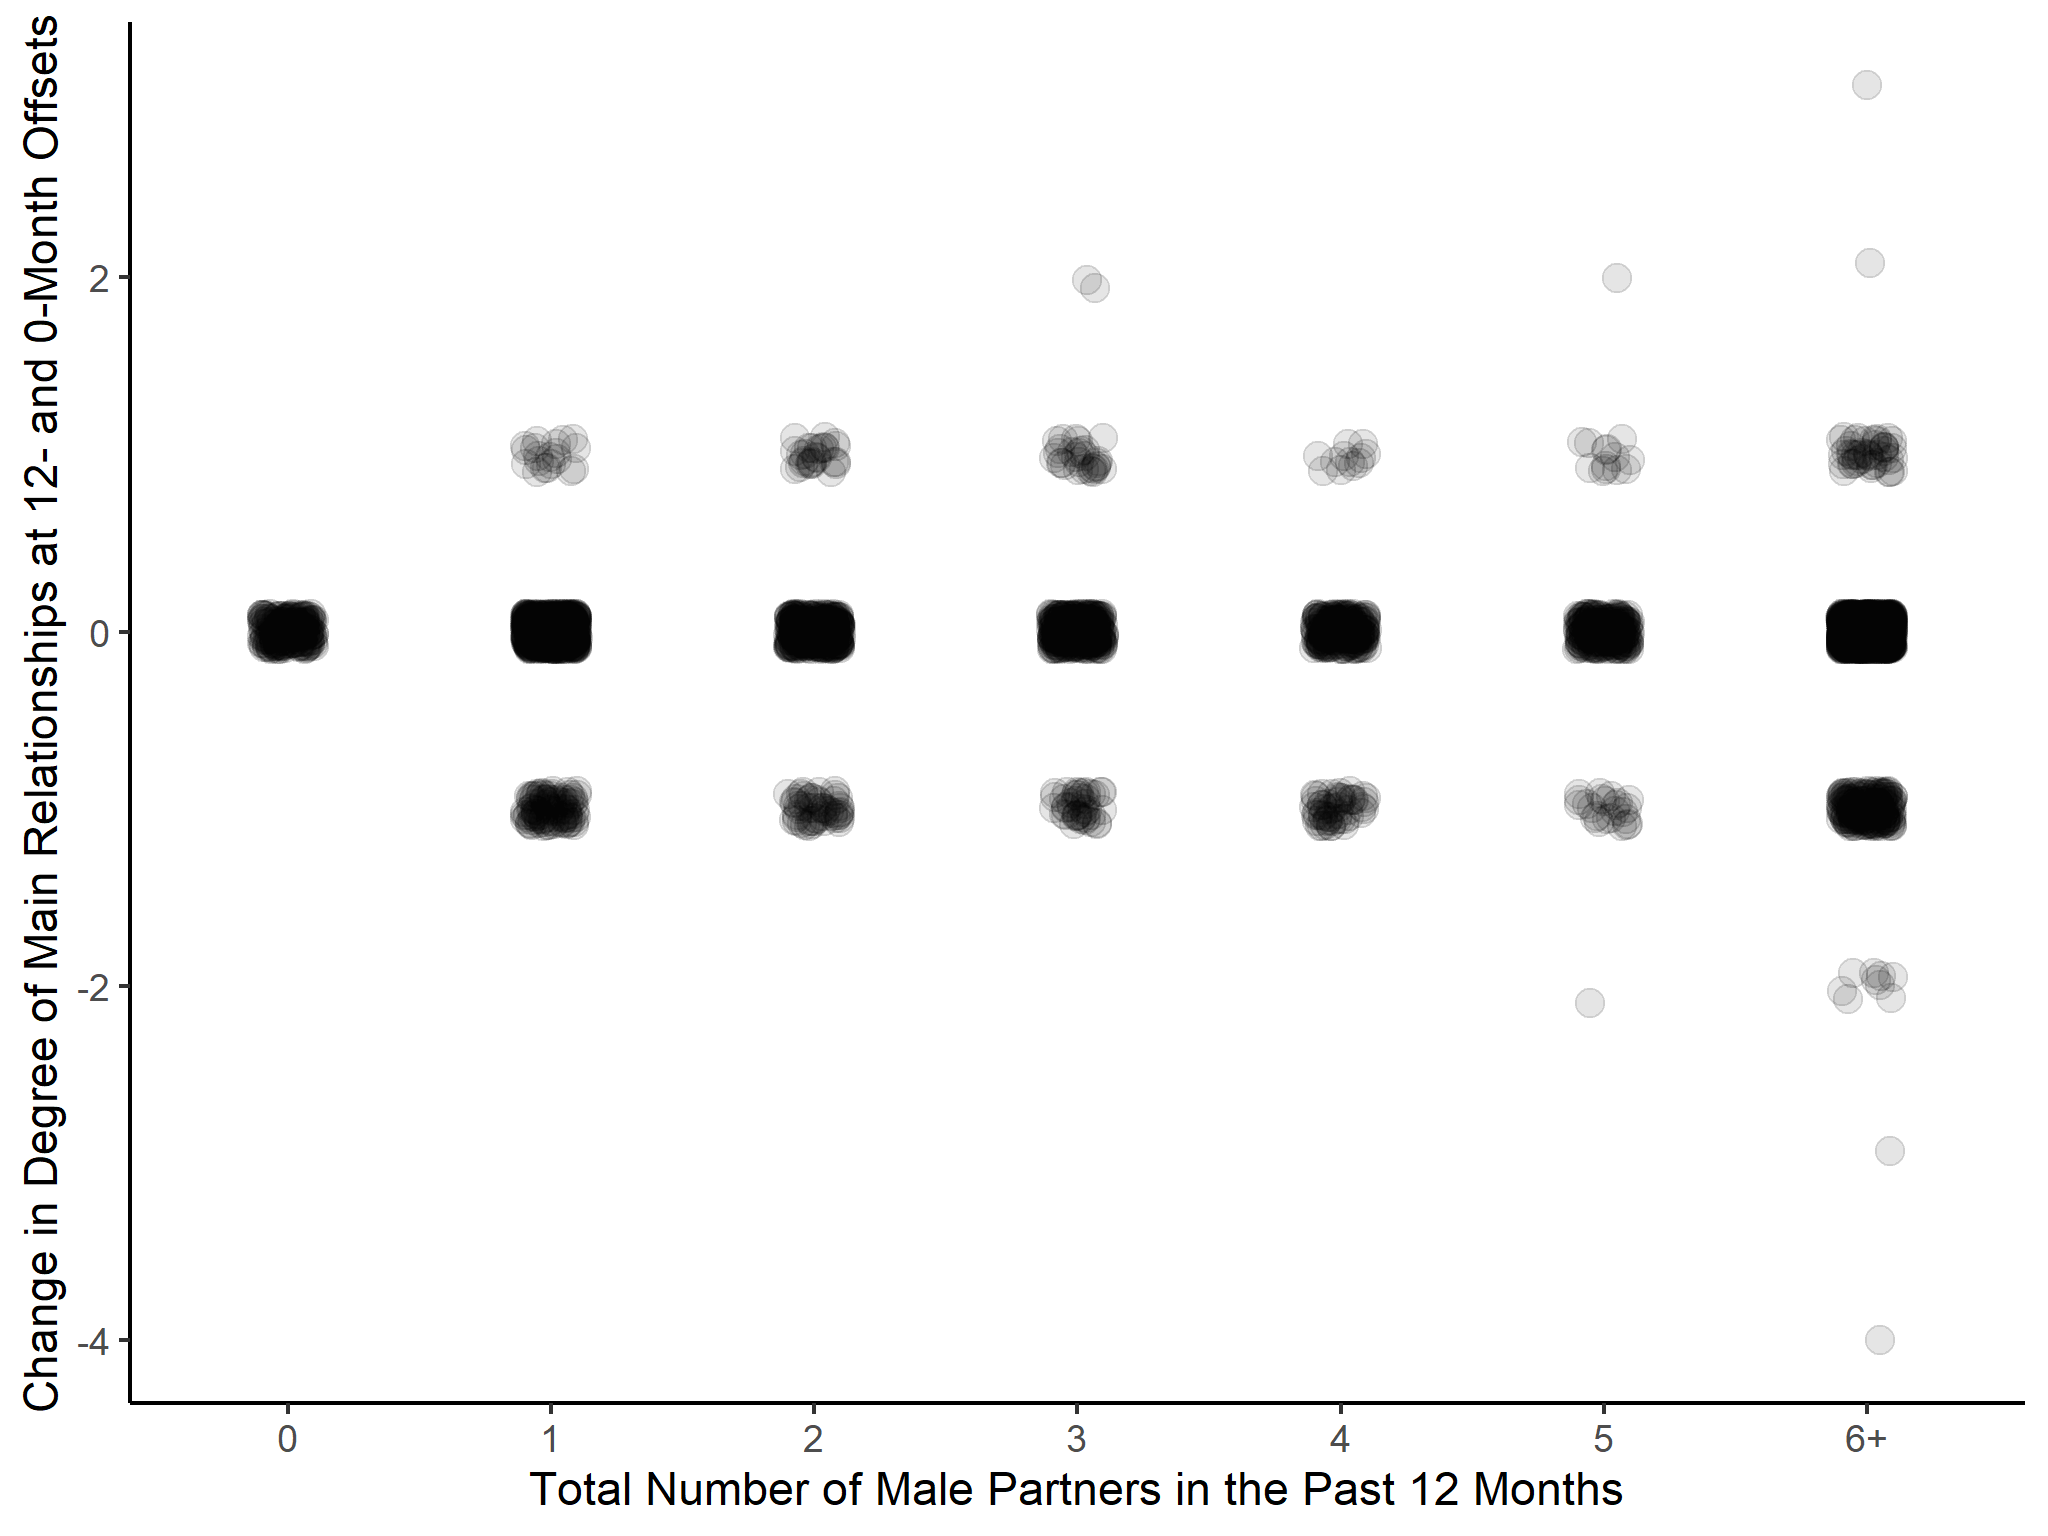 Change in Degree of Main Relationships at 12- and 0-Month Offsets
2
0
-2
-4
0 1 2 3 4 5 6+
Total Number of Male Partners in the Past 12 Months